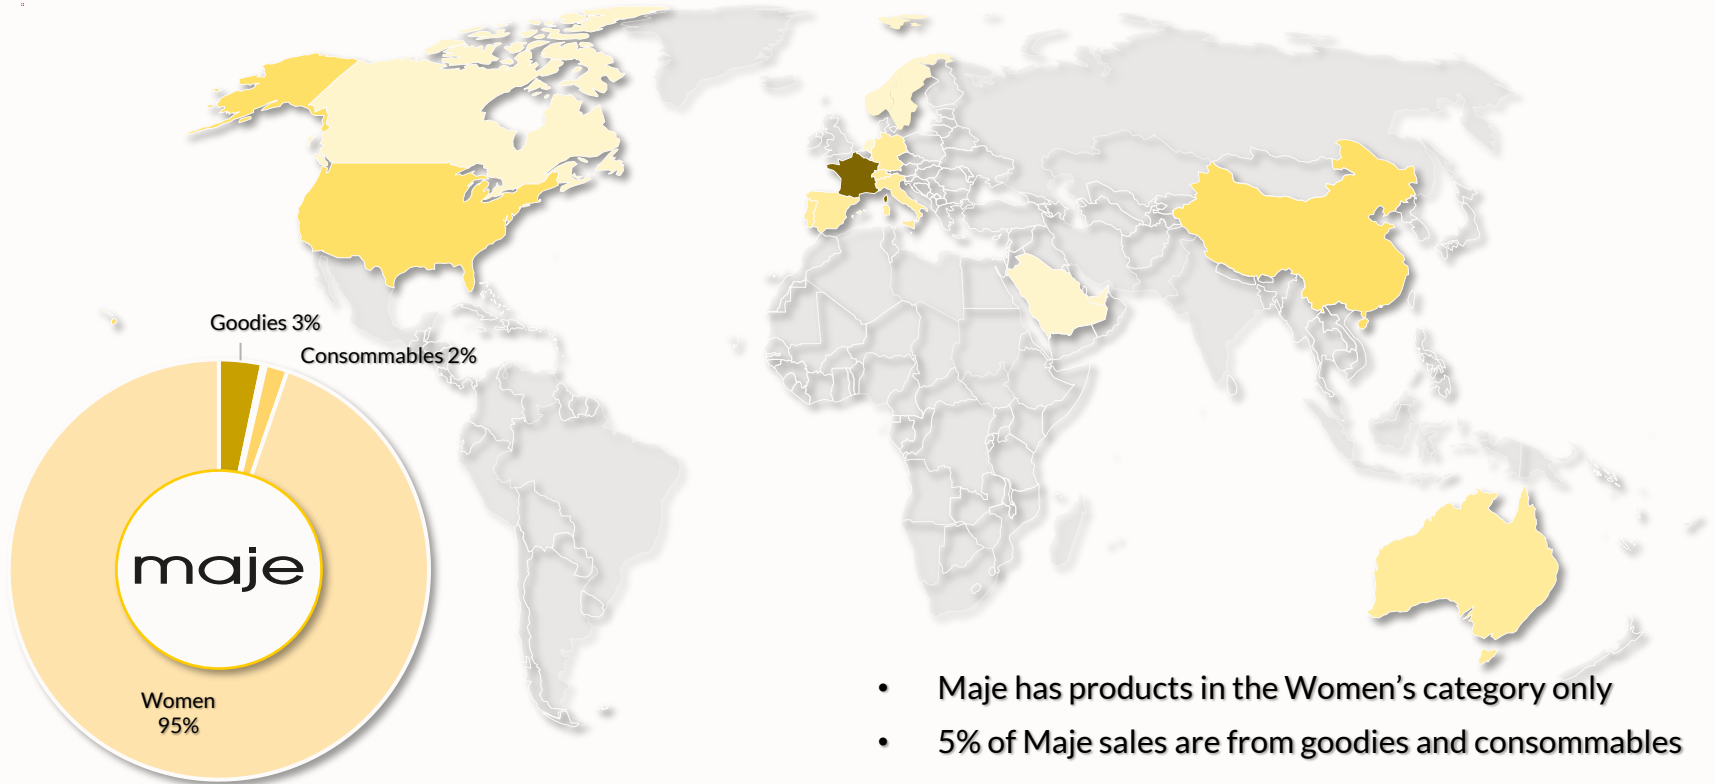 Goodies 3%
Consommables 2%
maje
Women
95%
• Maje has products in the Women’s category only
• 5% of Maje sales are from goodies and consommables